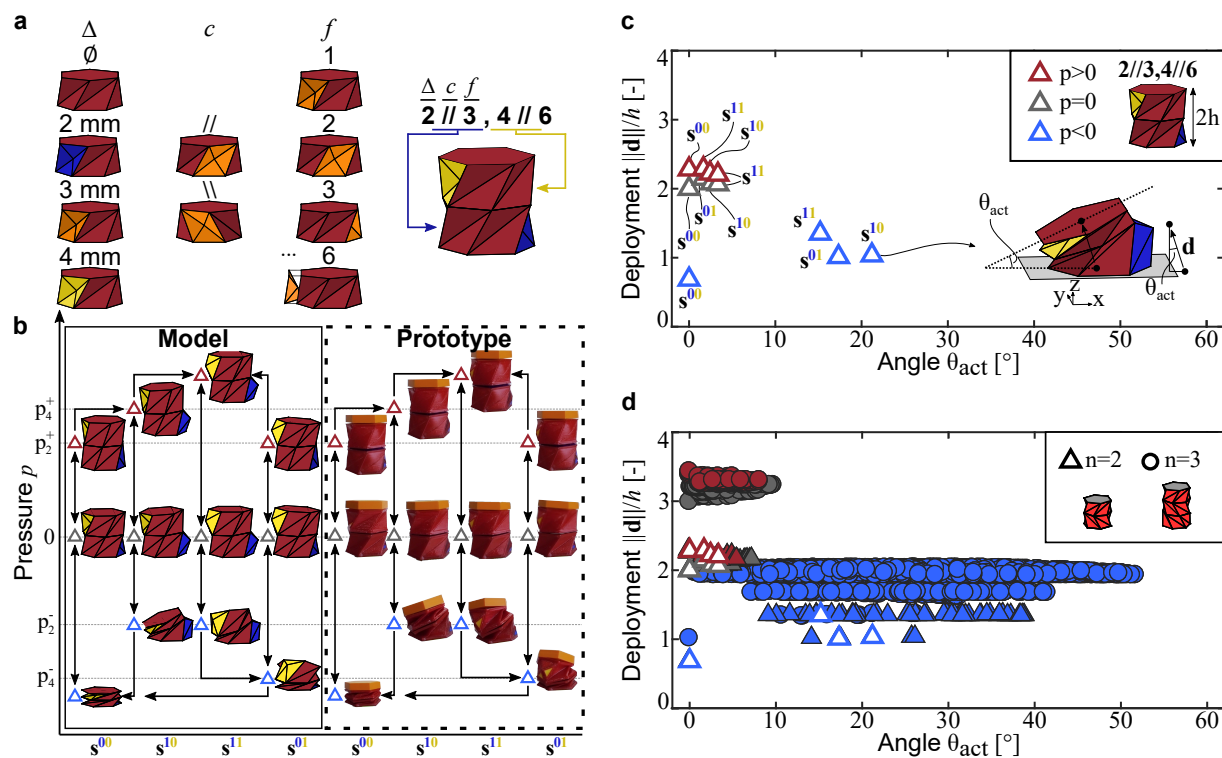 a
Δ c f
∅ 1
2 mm // 2
3 mm \\ 3
4 mm ... 6
Δ c f
2 // 3 , 4 // 6
b
Model Prototype
Pressure p
p₄⁺
p₂⁺
0
p₂⁻
p₄⁻
s⁰⁰ s¹⁰ s¹¹ s⁰¹ s⁰⁰ s¹⁰ s¹¹ s⁰¹
c
Deployment ||d||/h [-]
4
3
2
1
0
p>0
p=0
p<0
2//3,4//6
2h
s⁰⁰ s¹¹ s¹⁰
s¹¹
s⁰⁰ s⁰¹ s¹⁰
s¹¹ s¹⁰
s⁰¹
s⁰⁰
θact
d
θact
z
y x
0 10 20 30 40 50 60
Angle θact [°]
d
Deployment ||d||/h [-]
4
3
2
1
0
n=2 n=3
0 10 20 30 40 50 60
Angle θact [°]